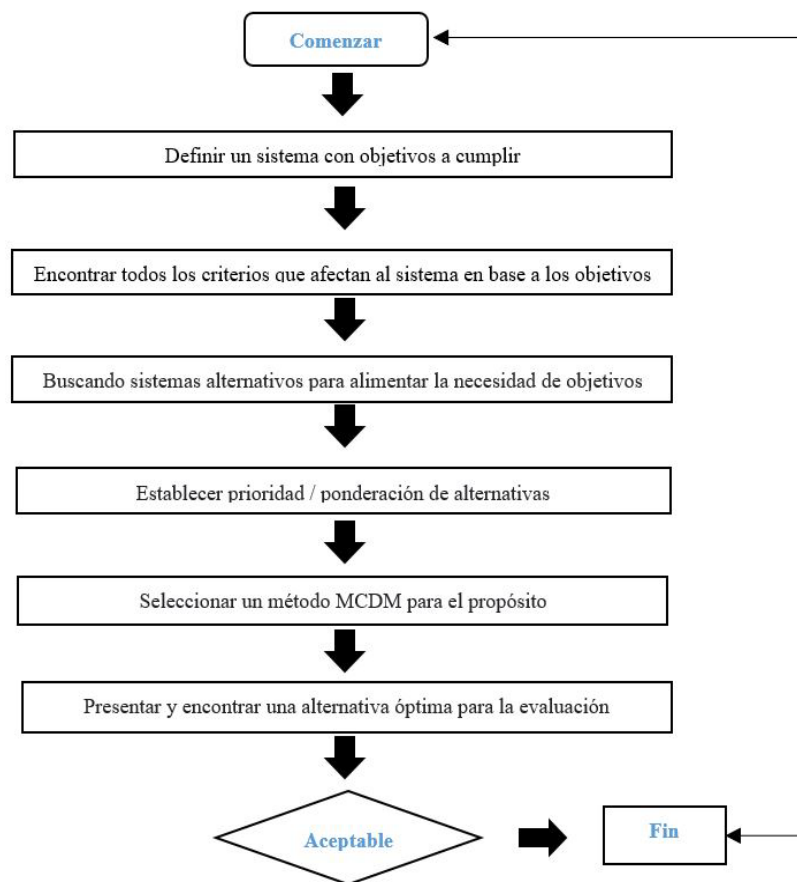 Comenzar
Definir un sistema con objetivos a cumplir
Encontrar todos los criterios que afectan al sistema en base a los objetivos
Buscando sistemas alternativos para alimentar la necesidad de objetivos
Establecer prioridad / ponderación de alternativas
Seleccionar un método MCDM para el propósito
Presentar y encontrar una alternativa óptima para la evaluación
Aceptable
Fin